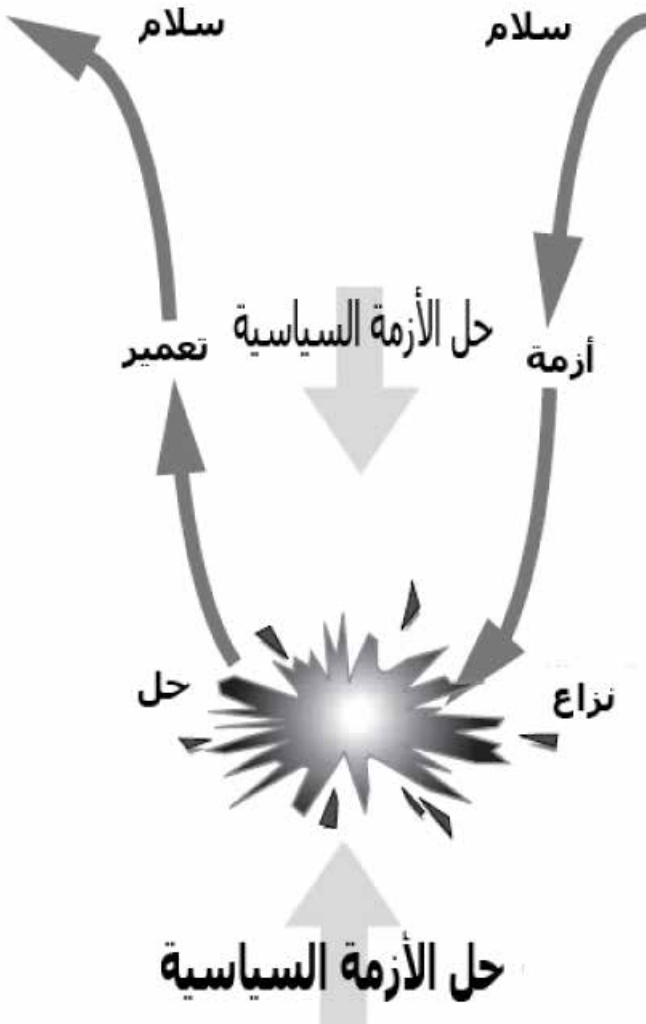 سلام
سلام
حل الأزمة السياسية
أزمة
تعمير
نزاع
حل
حل الأزمة السياسية